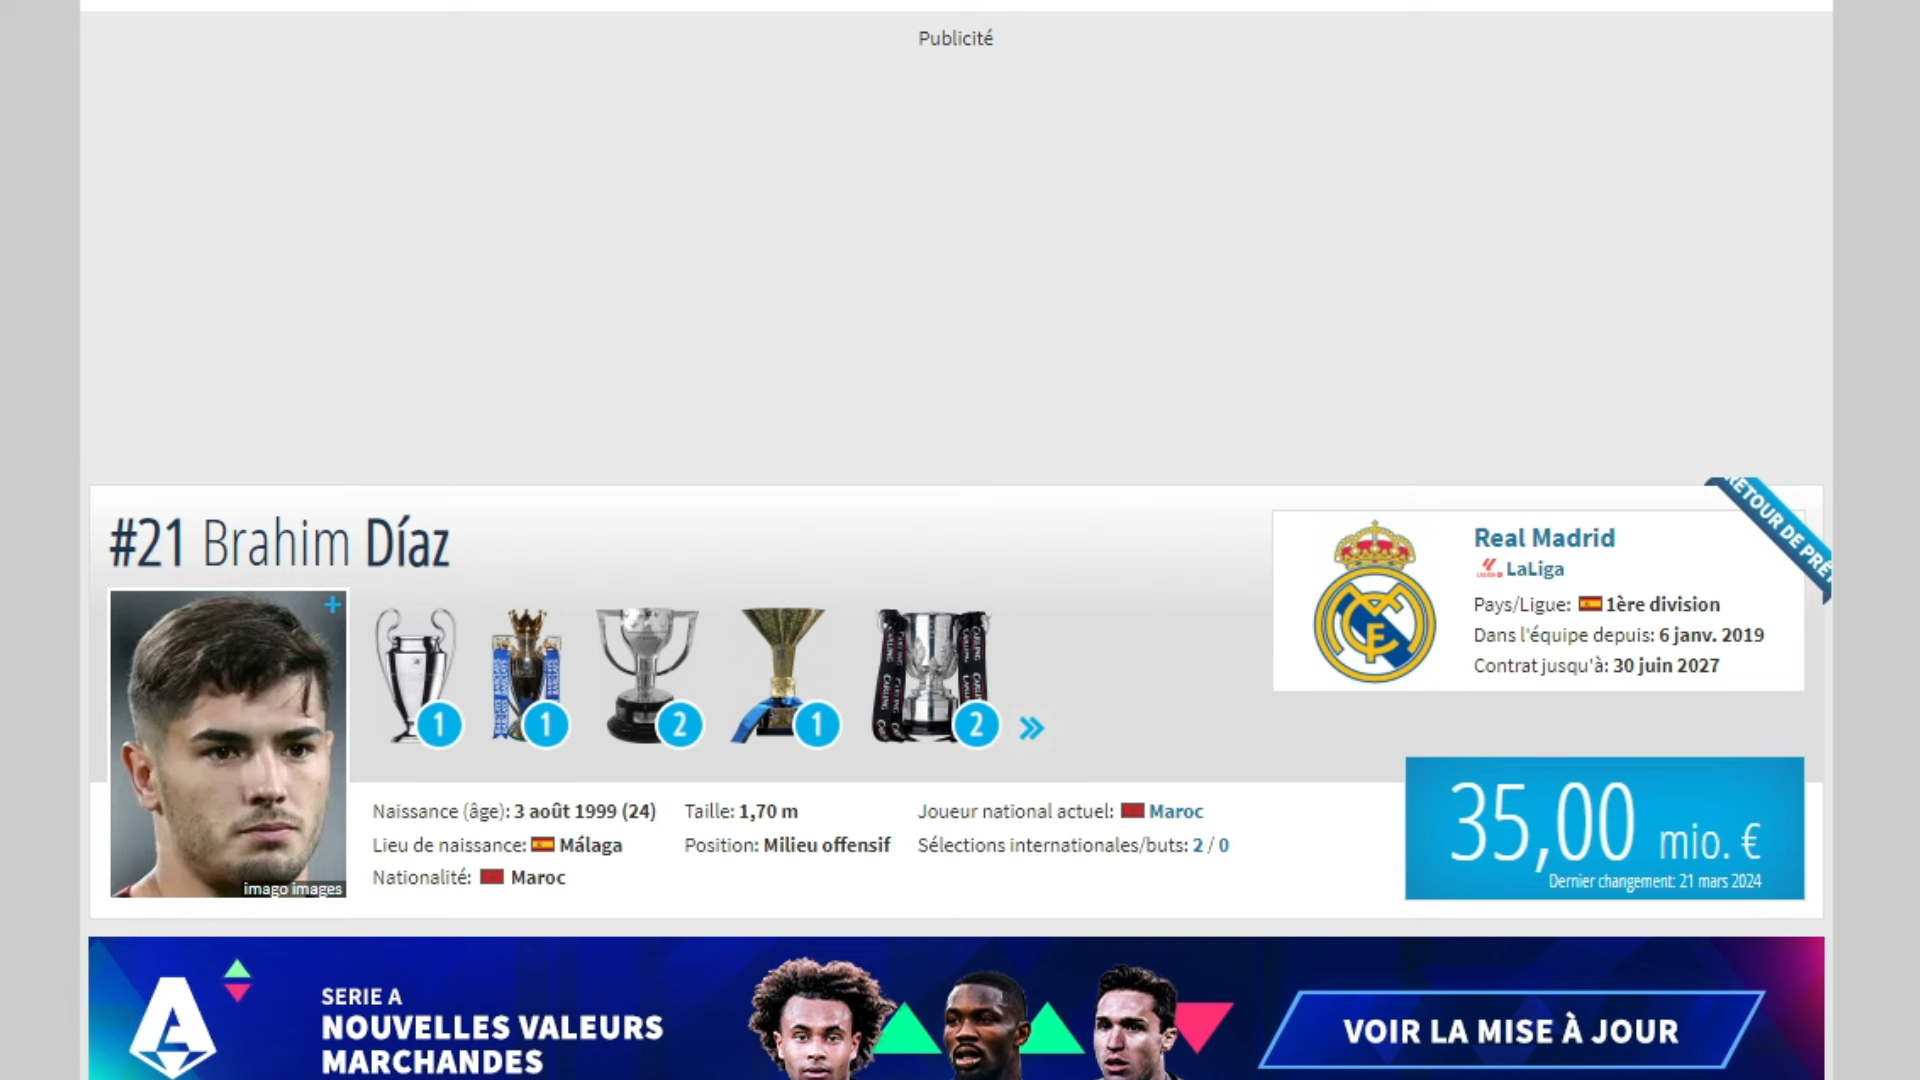 Publicité
#21 Brahim Díaz
RETOUR DE PRÊT
Real Madrid
LaLiga
Pays/Ligue: 1ère division
Dans l'équipe depuis: 6 janv. 2019
Contrat jusqu'à: 30 juin 2027
1
1
2
1
2
imago images
Naissance (âge): 3 août 1999 (24)
Lieu de naissance: Málaga
Nationalité: Maroc
Taille: 1,70 m
Position: Milieu offensif
Joueur national actuel: Maroc
Sélections internationales/buts: 2 / 0
35,00 mio. €
Dernier changement: 21 mars 2024
SERIE A
NOUVELLES VALEURS
MARCHANDES
VOIR LA MISE À JOUR